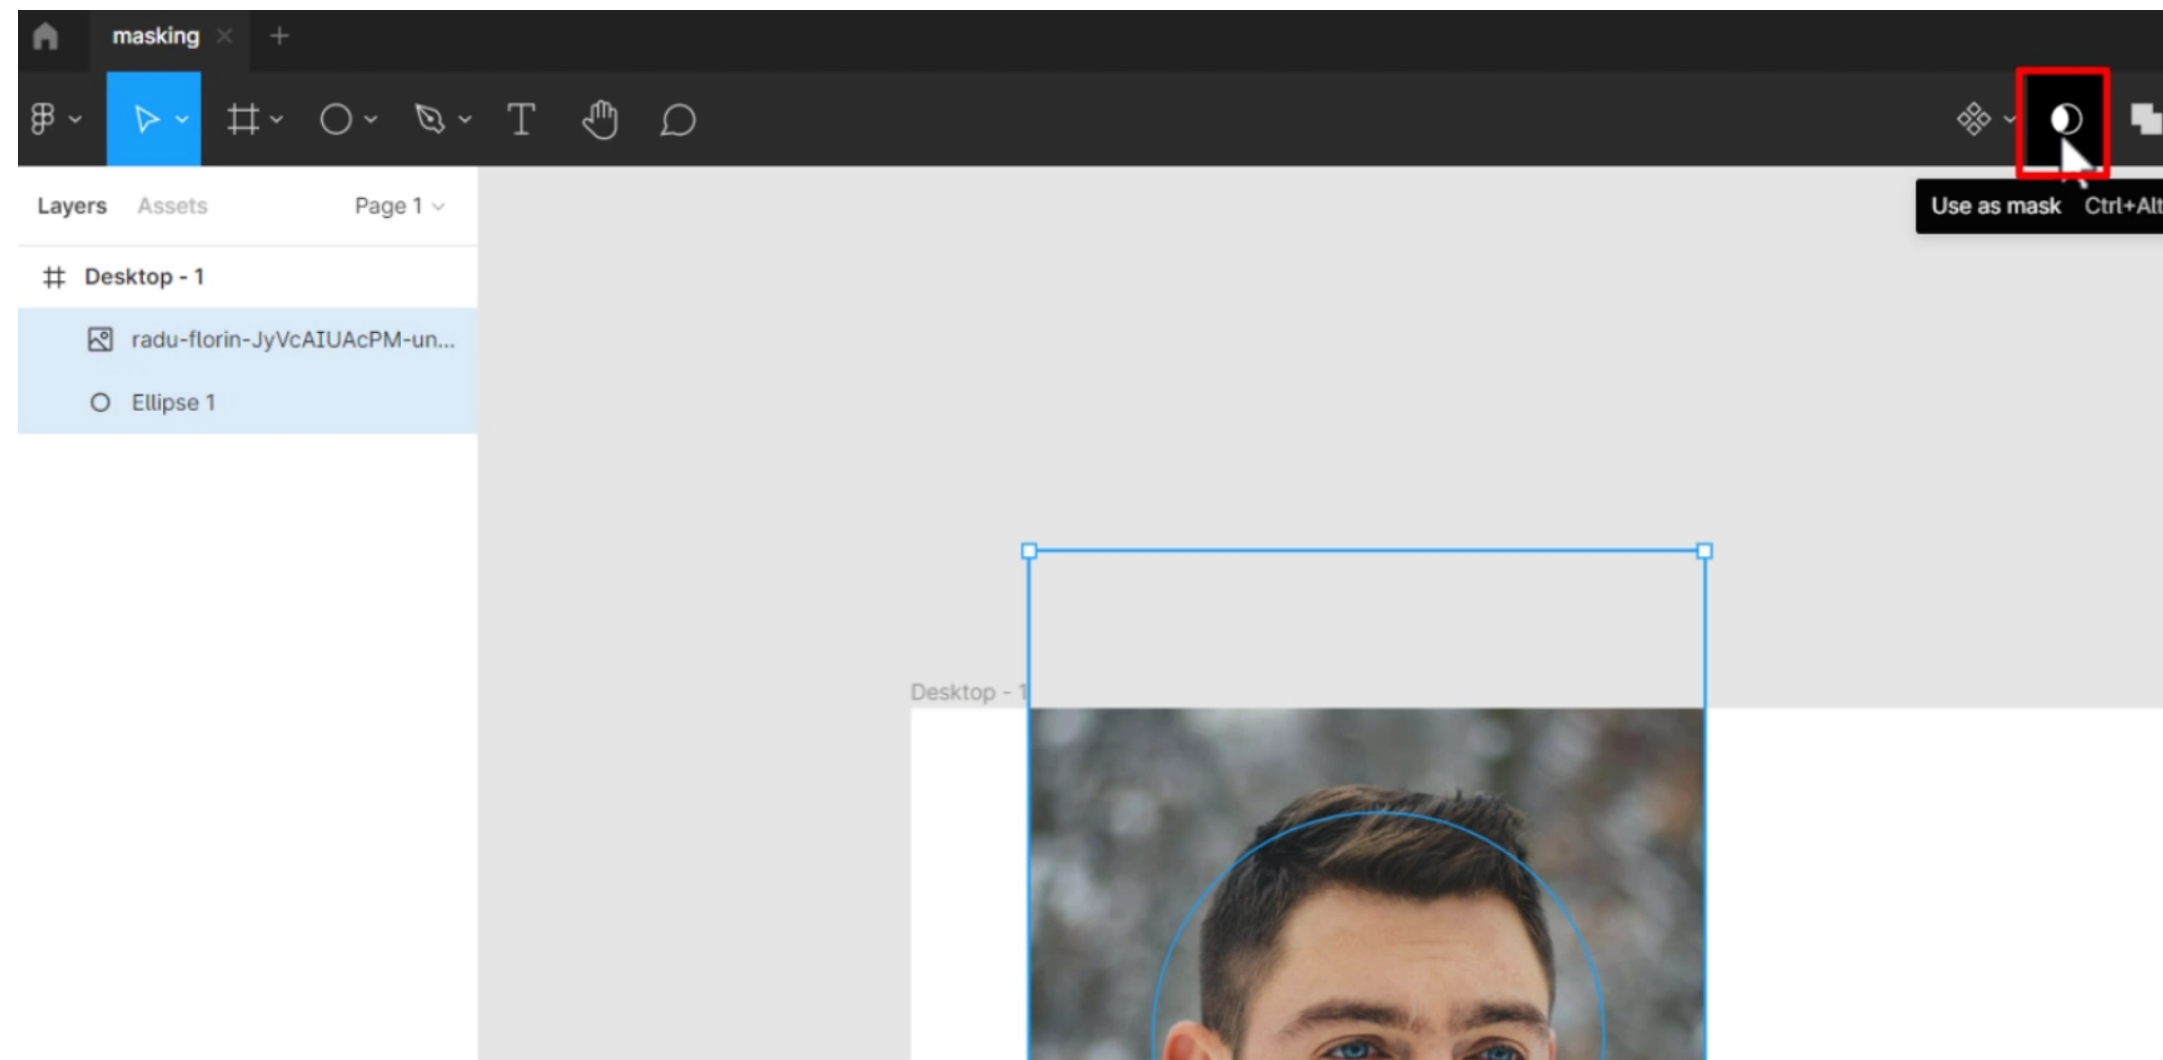 masking
Use as mask Ctrl+Alt
Layers Assets Page 1
Desktop - 1
radu-florin-JyVcAIUAcPM-un...
Ellipse 1
Desktop - 1